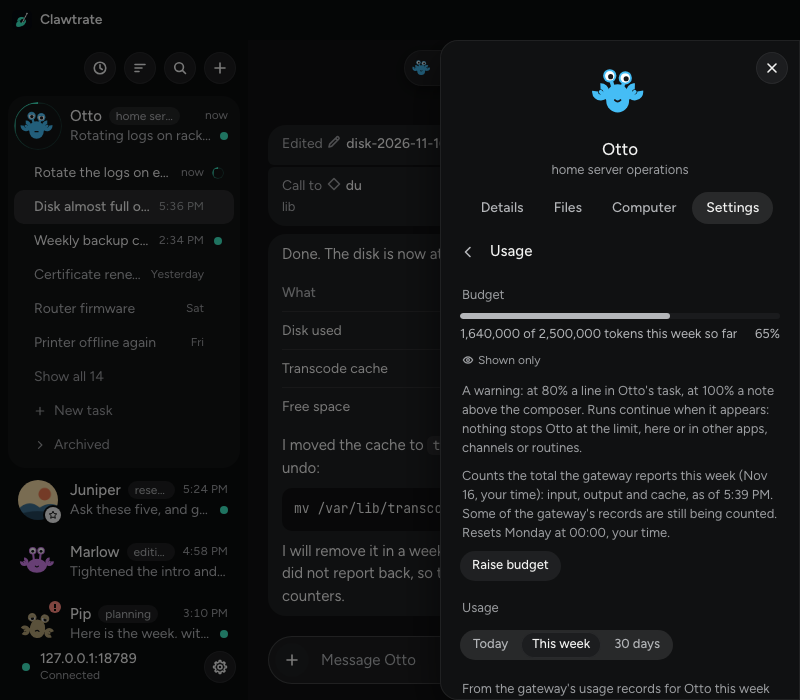 Clawtrate
Otto home ser... now
Rotating logs on rack...
Rotate the logs on e... now
Disk almost full o... 5:36 PM
Weekly backup c... 2:34 PM
Certificate rene... Yesterday
Router firmware Sat
Printer offline again Fri
Show all 14
+ New task
> Archived
Juniper rese... 5:24 PM
Ask these five, and g...
Marlow editi... 4:58 PM
Tightened the intro and...
Pip planning 3:10 PM
Here is the week. wit...
127.0.0.1:18789
Connected
Edited disk-2026-11-1
Call to du
lib
Done. The disk is now at
What
Disk used
Transcode cache
Free space
I moved the cache to
undo:
mv /var/lib/transco
I will remove it in a week
did not report back, so
counters.
+ Message Otto
Otto
home server operations
Details Files Computer Settings
Usage
Budget
1,640,000 of 2,500,000 tokens this week so far 65%
Shown only
A warning: at 80% a line in Otto's task, at 100% a note
above the composer. Runs continue when it appears:
nothing stops Otto at the limit, here or in other apps,
channels or routines.
Counts the total the gateway reports this week (Nov
16, your time): input, output and cache, as of 5:39 PM.
Some of the gateway's records are still being counted.
Resets Monday at 00:00, your time.
Raise budget
Usage
Today This week 30 days
From the gateway's usage records for Otto this week